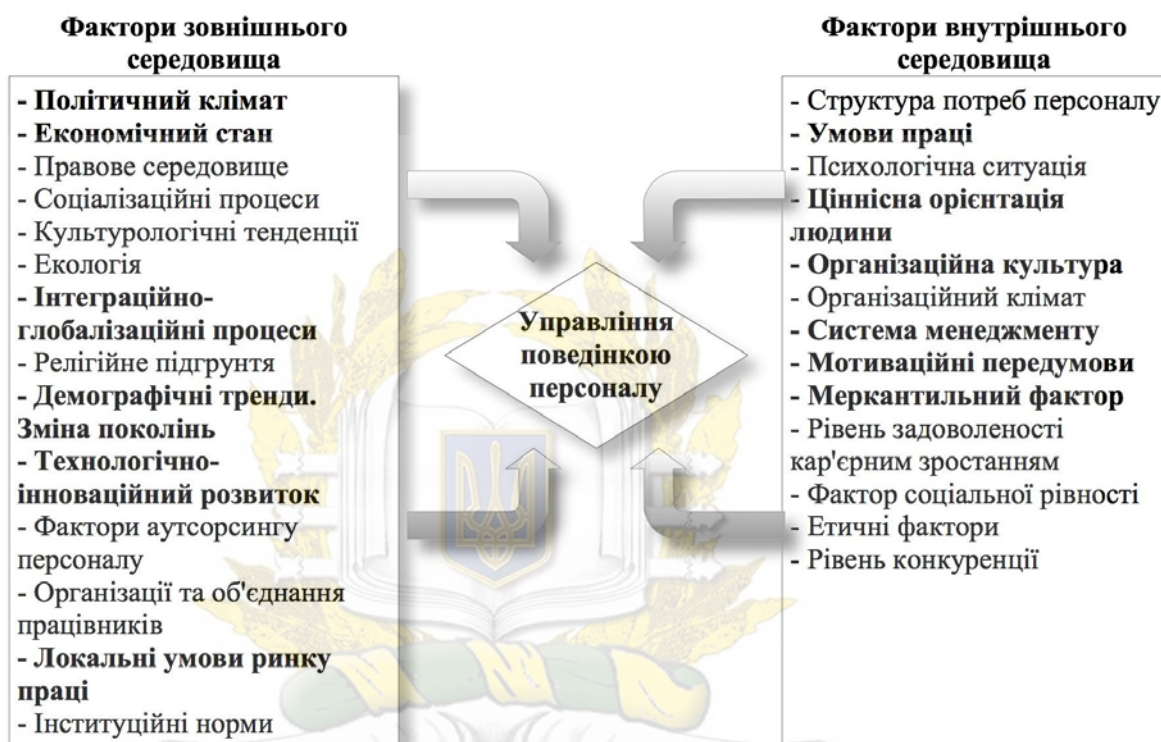 Фактори зовнішнього
середовища
- Політичний клімат
- Економічний стан
- Правове середовище
- Соціалізаційні процеси
- Культурологічні тенденції
- Екологія
- Інтеграційно-
глобалізаційні процеси
- Релігійне підгрунтя
- Демографічні тренди.
Зміна поколінь
- Технологічно-
інноваційний розвиток
- Фактори аутсорсингу
персоналу
- Організації та об'єднання
працівників
- Локальні умови ринку
праці
- Інституційні норми
Управління
поведінкою
персоналу
Фактори внутрішнього
середовища
- Структура потреб персоналу
- Умови праці
- Психологічна ситуація
- Ціннісна орієнтація
людини
- Організаційна культура
- Організаційний клімат
- Система менеджменту
- Мотиваційні передумови
- Меркантильний фактор
- Рівень задоволеності
кар'єрним зростанням
- Фактор соціальної рівності
- Етичні фактори
- Рівень конкуренції